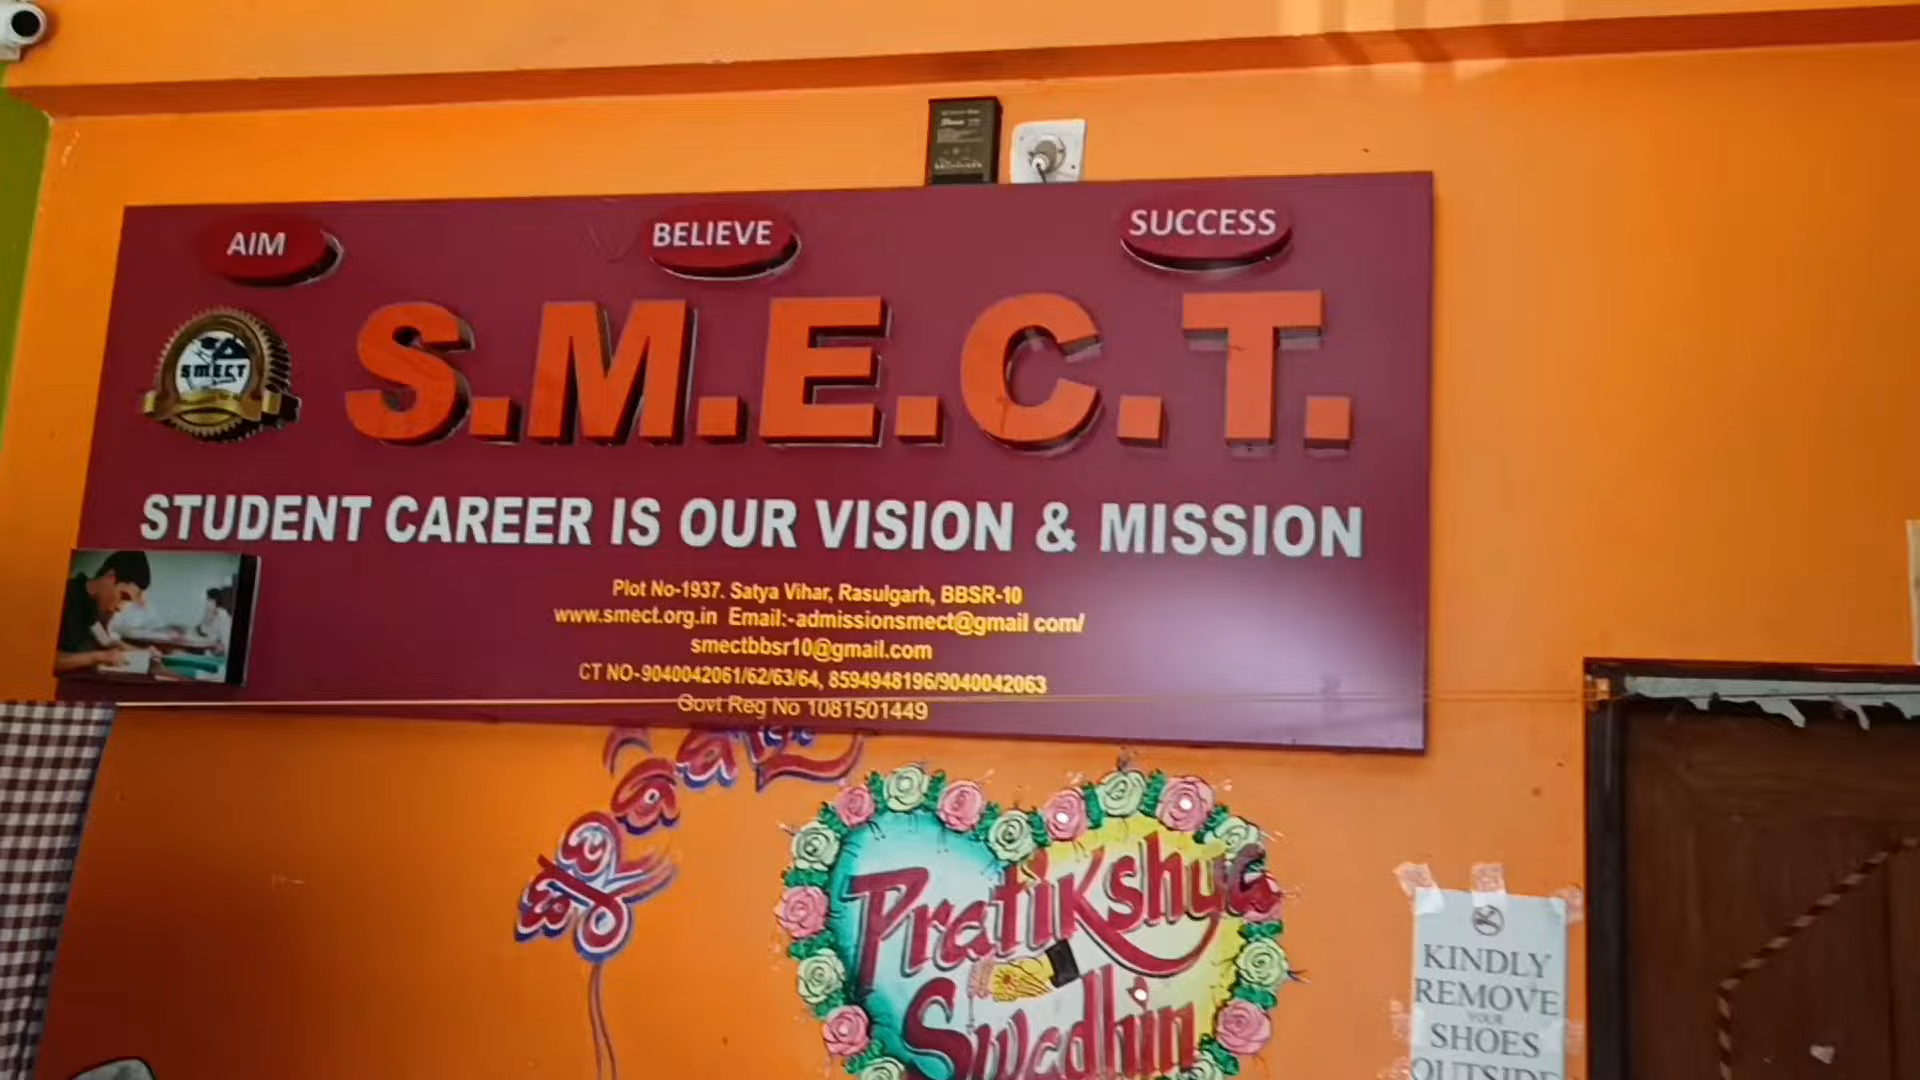 AIM
BELIEVE
SUCCESS
SMECT
S.M.E.C.T.
STUDENT CAREER IS OUR VISION & MISSION
Plot No-1937. Satya Vihar, Rasulgarh, BBSR-10
www.smect.org.in Email:-admissionsmect@gmail com/
smectbbsr10@gmail.com
CT NO-9040042061/62/63/64, 8594948196/9040042063
Govt Reg No 1081501449
Pratikshya
Swadhin
KINDLY
REMOVE
YOUR
SHOES
OUTSIDE